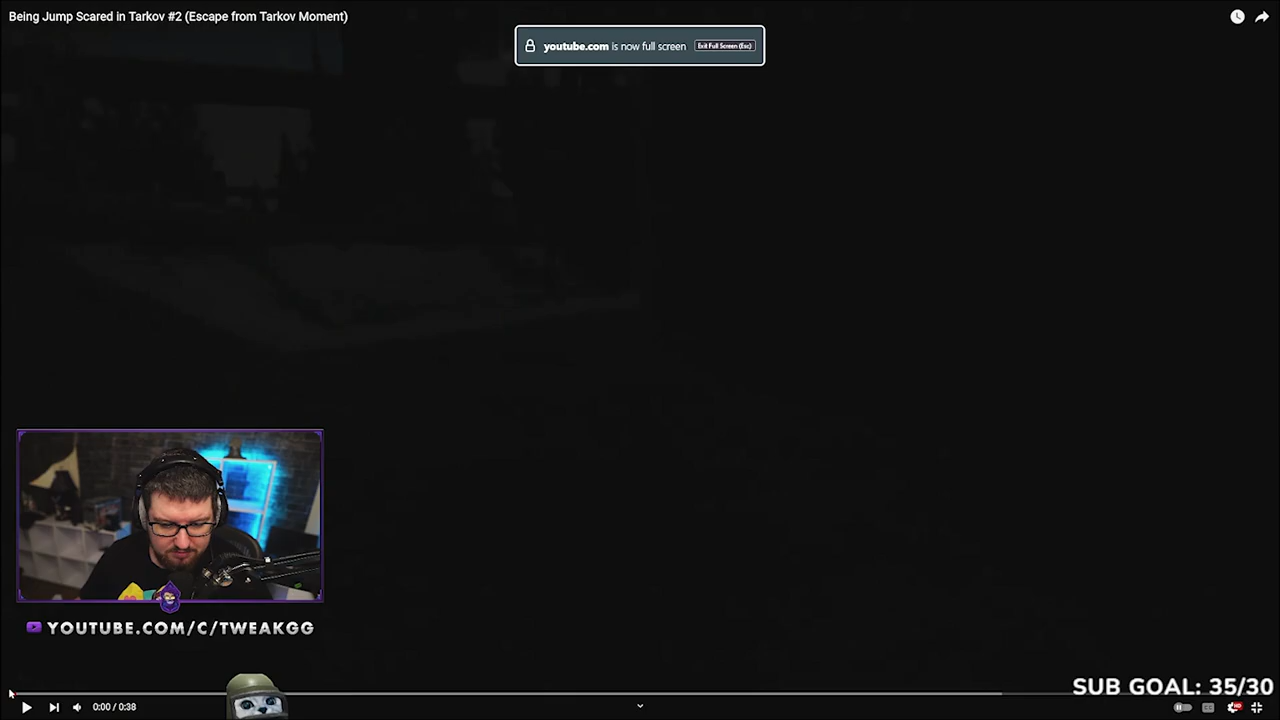 Being Jump Scared in Tarkov #2 (Escape from Tarkov Moment)
youtube.com is now full screen
Exit Full Screen (Esc)
YOUTUBE.COM/C/TWEAKGG
SUB GOAL: 35/30
0:00 / 0:38
HD